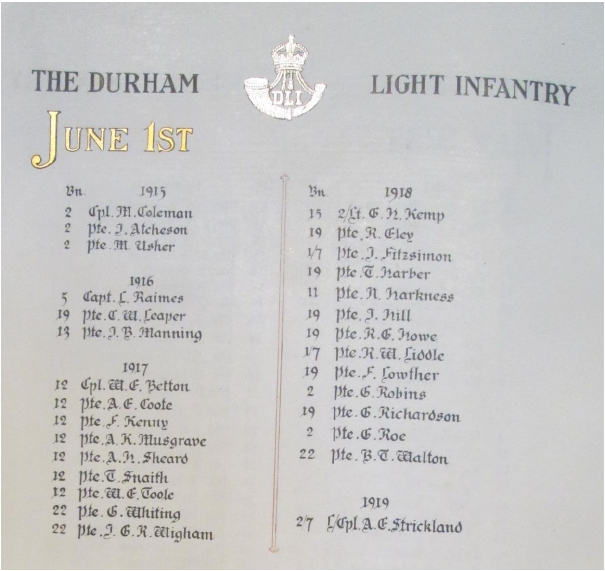 THE DURHAM DLI LIGHT INFANTRY
JUNE 1ST
Bn. 1915
2 Cpl. M. Coleman
2 Pte. J. Atcheson
2 Pte. M. Usher
1916
5 Capt. L. Raimes
19 Pte. C. W. Leaper
13 Pte. J. B. Manning
1917
12 Cpl. W. E. Betton
12 Pte. A. E. Coote
12 Pte. F. Kenny
12 Pte. A. K. Musgrave
12 Pte. A. H. Sheard
12 Pte. T. Snaith
12 Pte. W. E. Toole
22 Pte. G. Whiting
22 Pte. J. G. R. Wigham
Bn. 1918
15 2/Lt. G. H. Kemp
19 Pte. R. Eley
1/7 Pte. J. Fitzsimon
19 Pte. T. Harber
11 Pte. H. Harkness
19 Pte. J. Hill
19 Pte. R. G. Howe
1/7 Pte. R. W. Liddle
19 Pte. F. Lowther
2 Pte. G. Robins
19 Pte. G. Richardson
2 Pte. G. Roe
22 Pte. B. T. Walton
1919
2/7 L/Cpl. A. E. Strickland